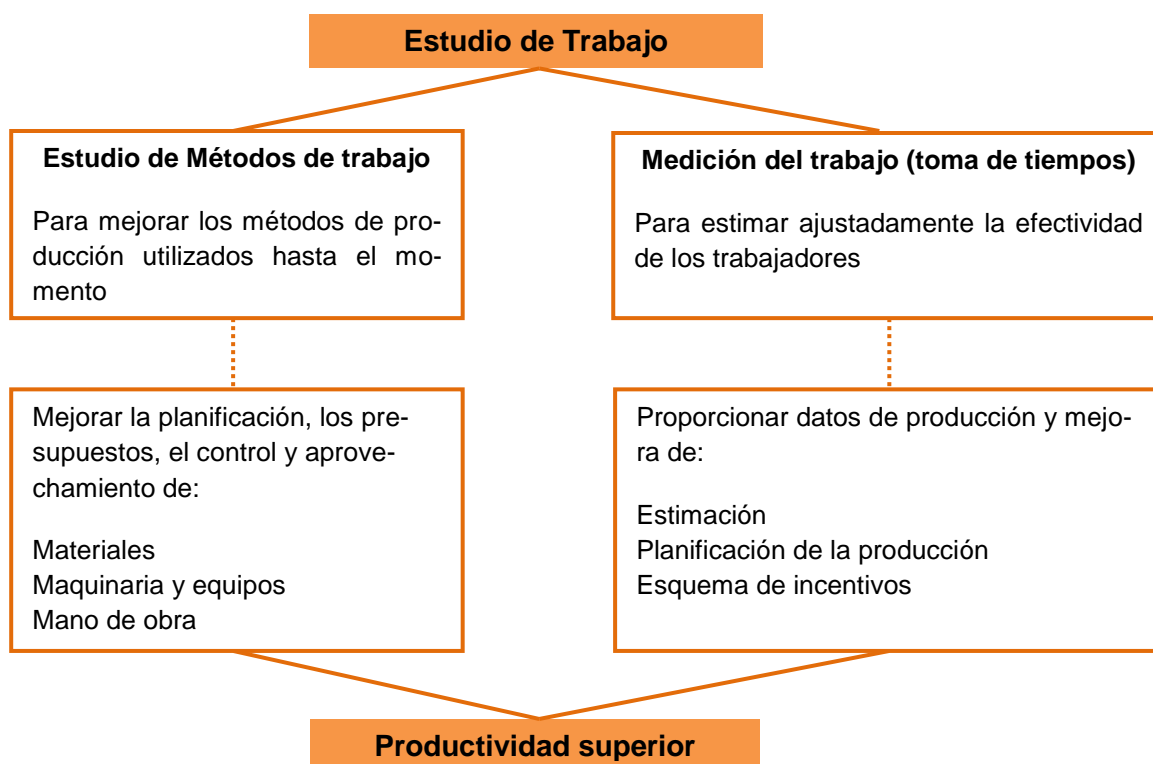 Estudio de Trabajo
Estudio de Métodos de trabajo
Para mejorar los métodos de pro-
ducción utilizados hasta el mo-
mento
Medición del trabajo (toma de tiempos)
Para estimar ajustadamente la efectividad
de los trabajadores
Mejorar la planificación, los pre-
supuestos, el control y aprove-
chamiento de:
Materiales
Maquinaria y equipos
Mano de obra
Proporcionar datos de producción y mejo-
ra de:
Estimación
Planificación de la producción
Esquema de incentivos
Productividad superior